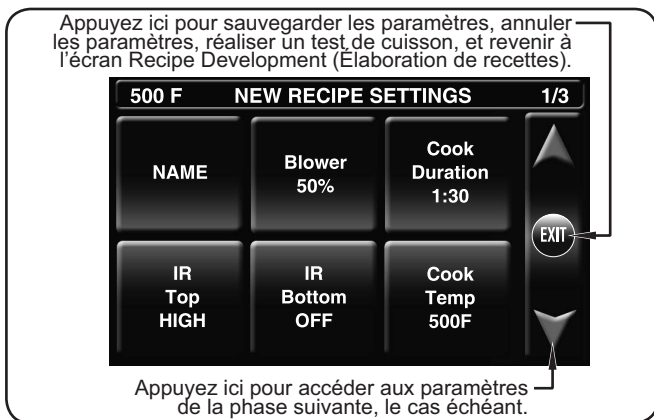 Appuyez ici pour sauvegarder les paramètres, annuler
les paramètres, réaliser un test de cuisson, et revenir à
l'écran Recipe Development (Élaboration de recettes).
500 F NEW RECIPE SETTINGS 1/3
NAME
Blower
50%
Cook
Duration
1:30
EXIT
IR
Top
HIGH
IR
Bottom
OFF
Cook
Temp
500F
Appuyez ici pour accéder aux paramètres
de la phase suivante, le cas échéant.